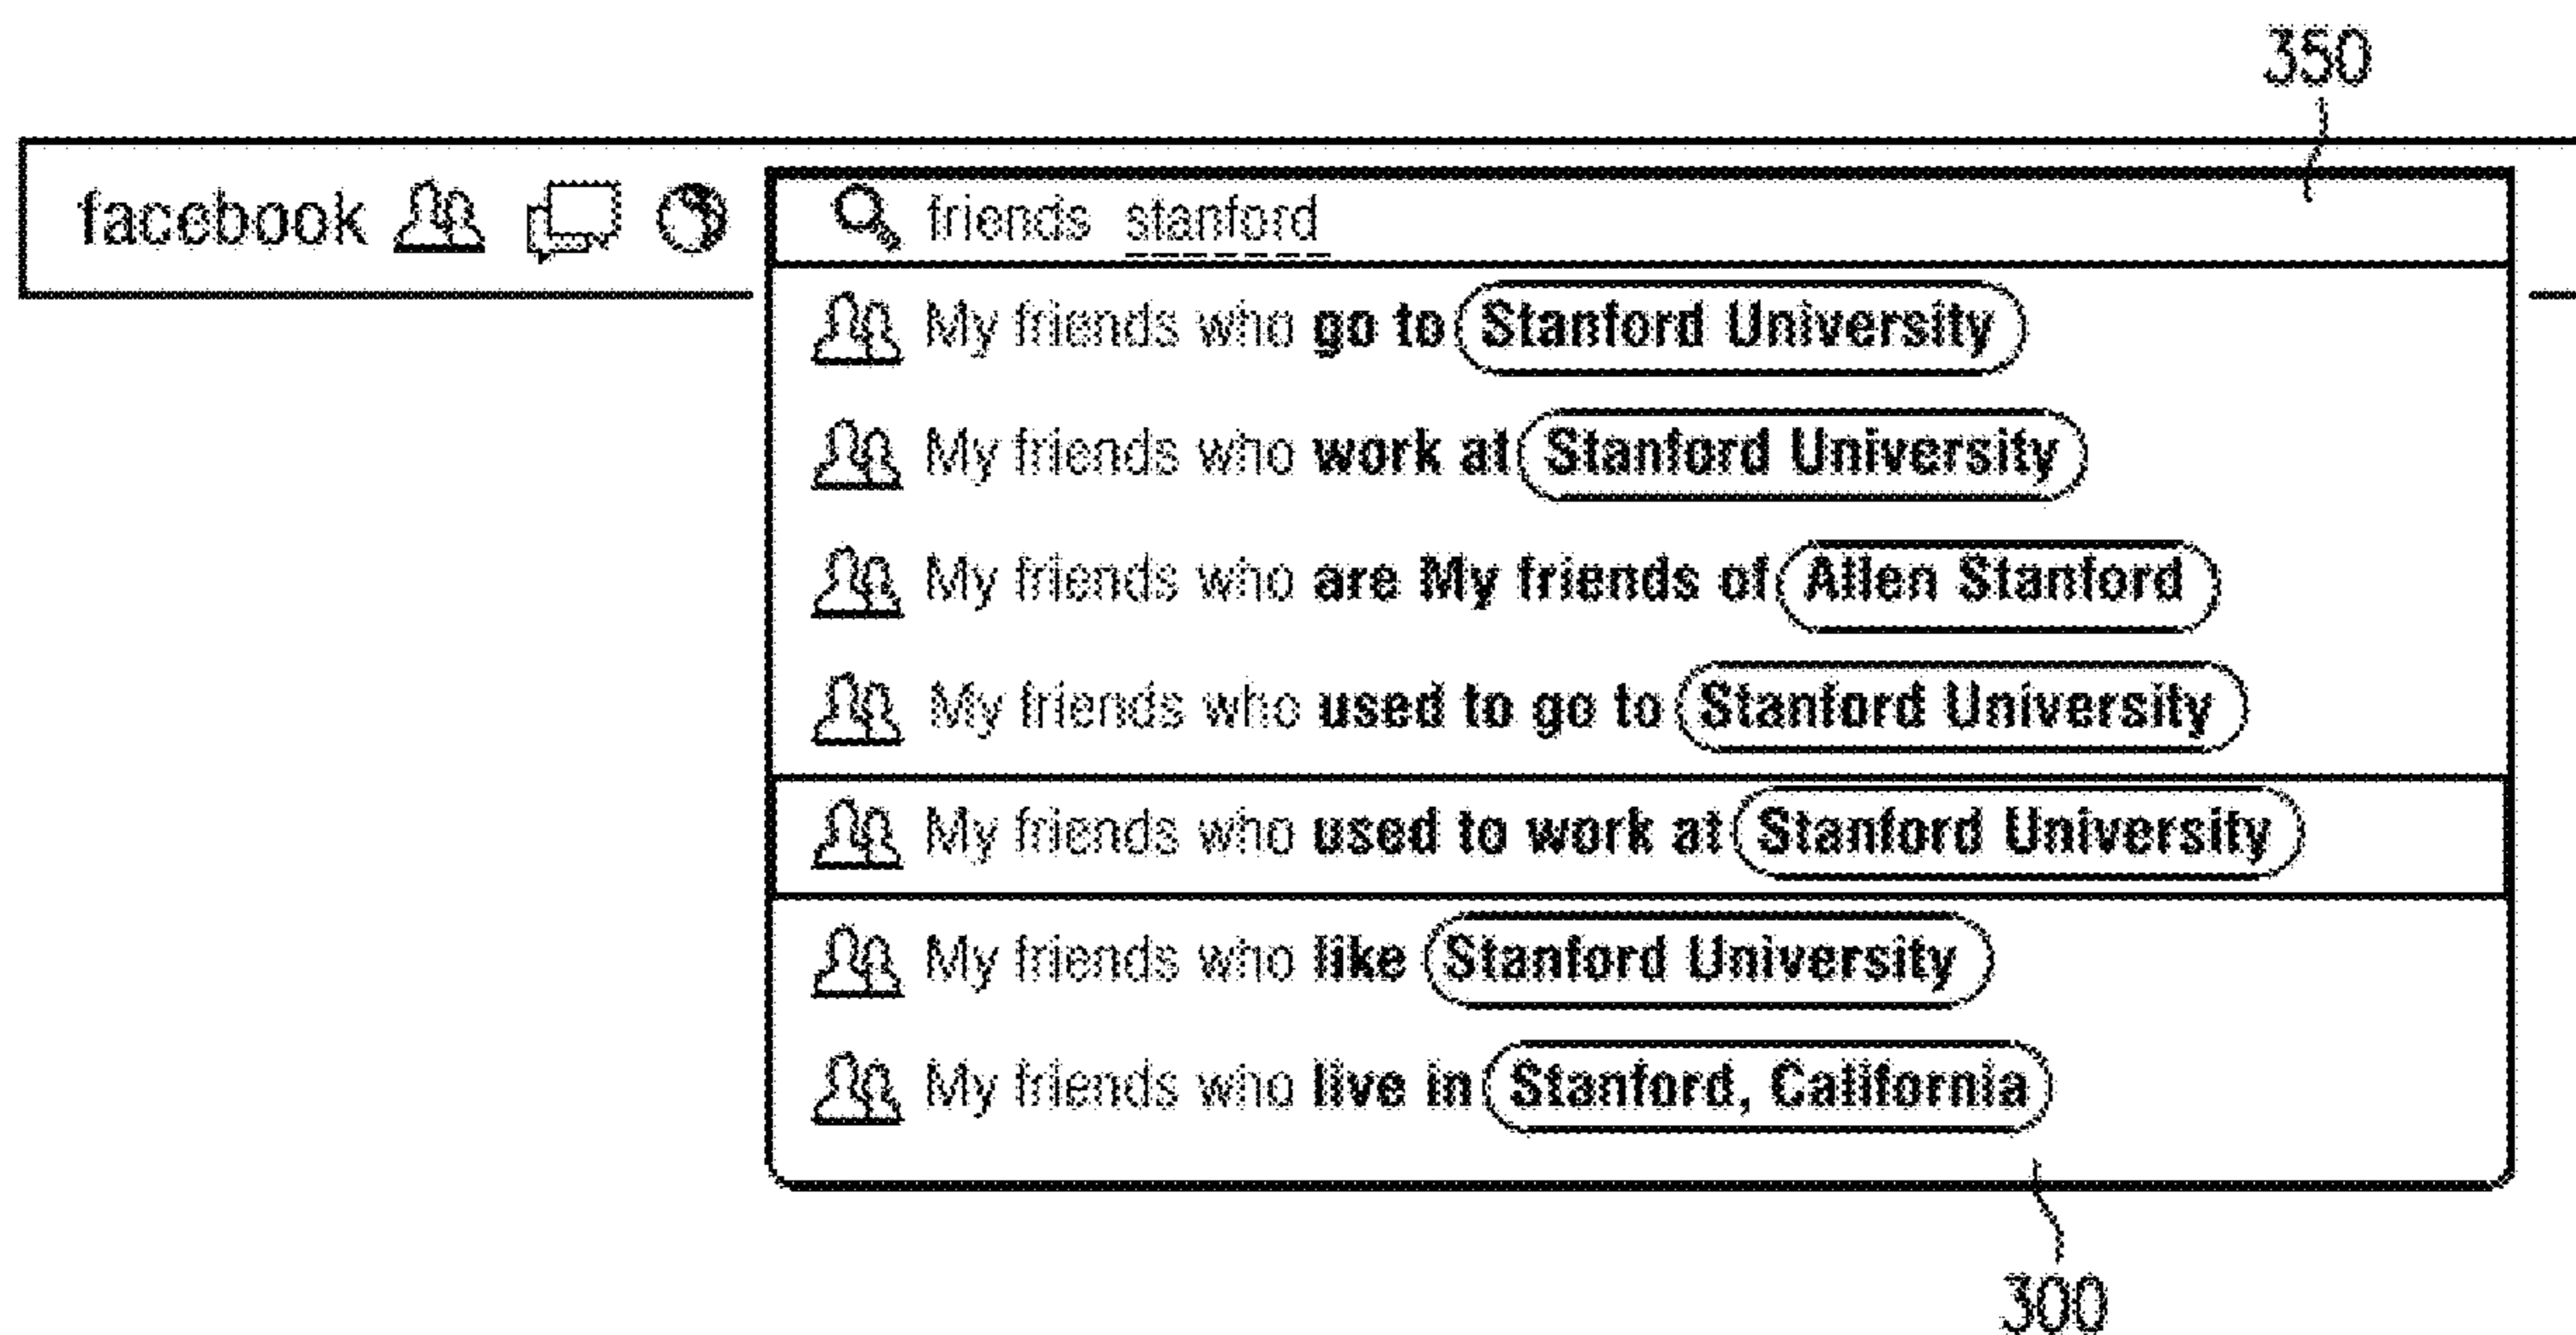 350
facebook friends stanford
My friends who go to Stanford University
My friends who work at Stanford University
My friends who are My friends of Allen Stanford
My friends who used to go to Stanford University
My friends who used to work at Stanford University
My friends who like Stanford University
My friends who live in Stanford, California
300